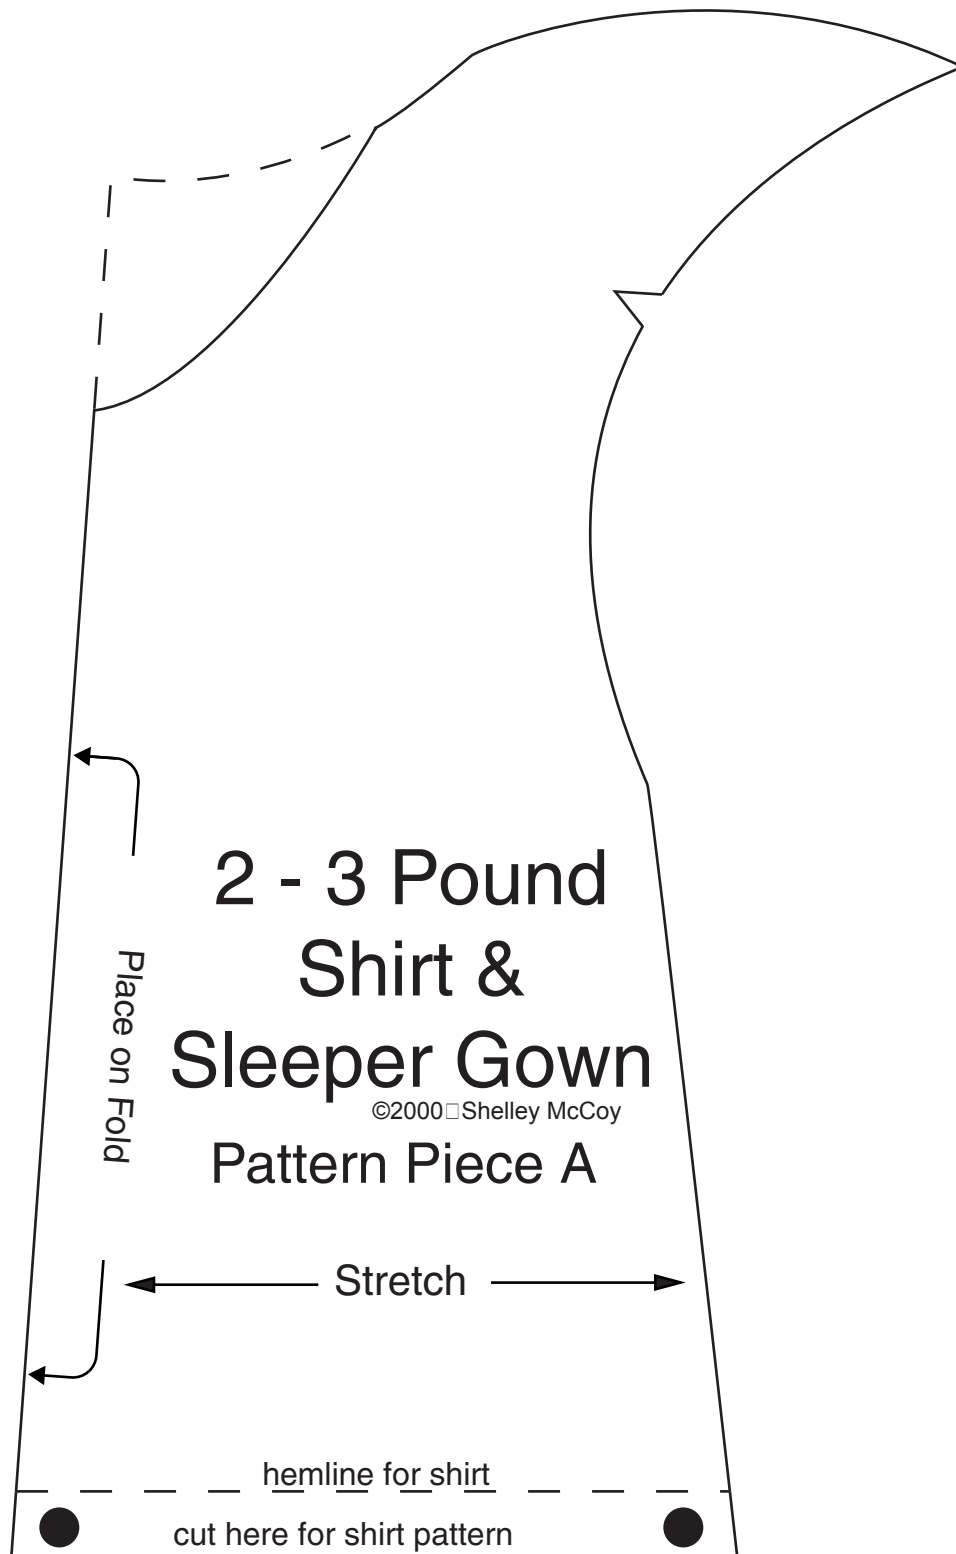 2 - 3 Pound
Shirt &
Sleeper Gown
©2000□Shelley McCoy
Pattern Piece A
Place on Fold
Stretch
hemline for shirt
cut here for shirt pattern